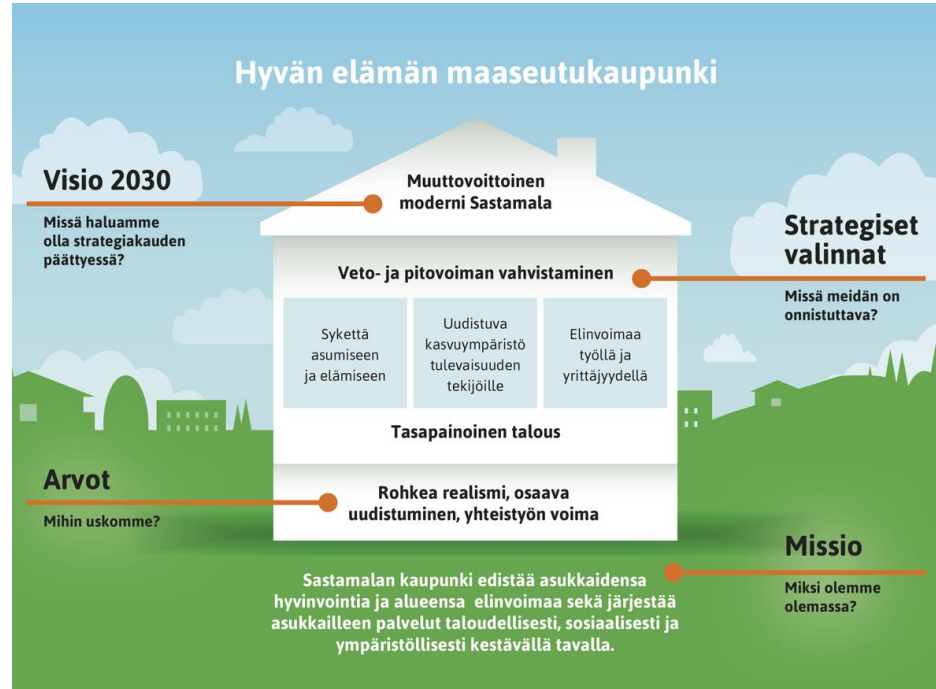 Hyvän elämän maaseutukaupunki
Visio 2030
Missä haluamme
olla strategiakauden
päättyessä?
Muuttovoittoinen
moderni Sastamala
Strategiset
valinnat
Missä meidän on
onnistuttava?
Veto- ja pitovoiman vahvistaminen
Sykettä
asumiseen
ja elämiseen
Uudistuva
kasvuympäristö
tulevaisuuden
tekijöille
Elinvoimaa
työllä ja
yrittäjyydellä
Tasapainoinen talous
Arvot
Mihin uskomme?
Rohkea realismi, osaava
uudistuminen, yhteistyön voima
Missio
Miksi olemme
olemassa?
Sastamalan kaupunki edistää asukkaidensa
hyvinvointia ja alueensa elinvoimaa sekä järjestää
asukkailleen palvelut taloudellisesti, sosiaalisesti ja
ympäristöllisesti kestävällä tavalla.